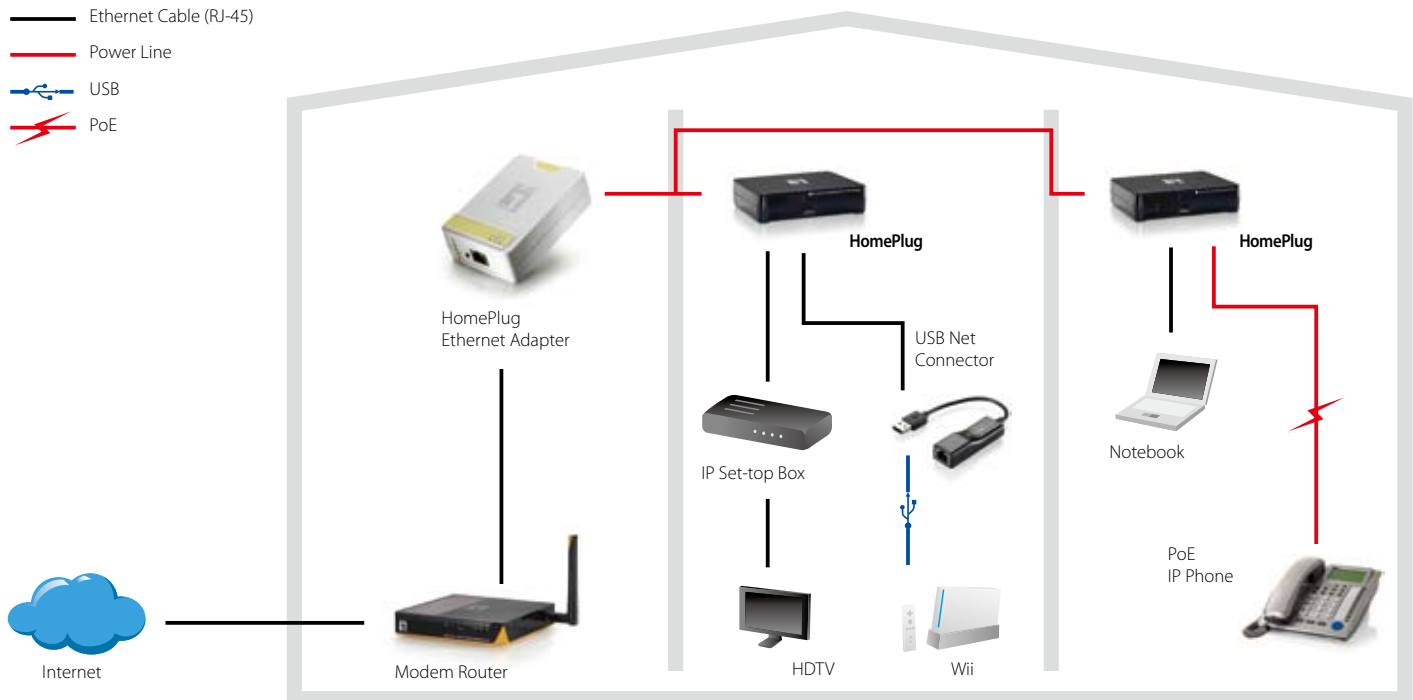 Ethernet Cable (RJ-45)
Power Line
USB
PoE
HomePlug
HomePlug
HomePlug
Ethernet Adapter
USB Net
Connector
IP Set-top Box
Notebook
PoE
IP Phone
Internet
Modem Router
HDTV
Wii